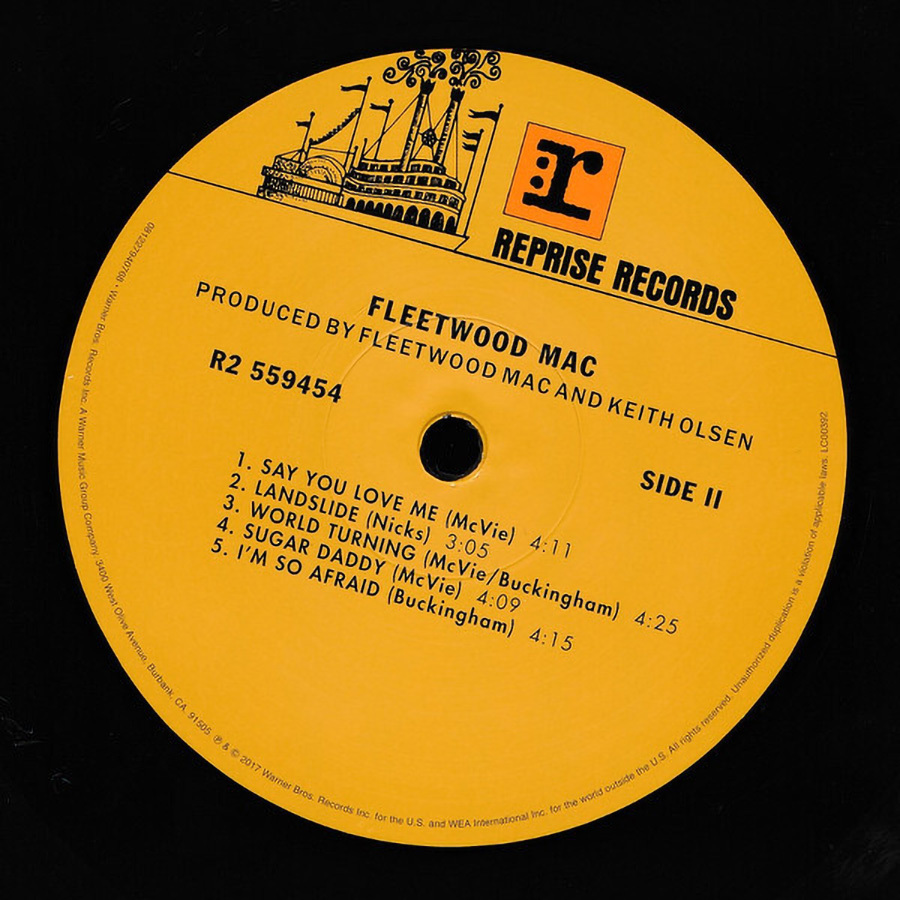 r
REPRISE RECORDS
FLEETWOOD MAC
PRODUCED BY FLEETWOOD MAC AND KEITH OLSEN
R2 559454
SIDE II
1. SAY YOU LOVE ME (McVie) 4:11
2. LANDSLIDE (Nicks) 3:05
3. WORLD TURNING (McVie/Buckingham) 4:25
4. SUGAR DADDY (McVie) 4:09
5. I'M SO AFRAID (Buckingham) 4:15
081227940768 • Warner Bros. Records Inc. A Warner Music Group Company, 3400 West Olive Avenue, Burbank, CA. 91505 ℗ & © 2017 Warner Bros. Records Inc. for the U.S. and WEA International Inc. for the world outside the U.S. All rights reserved. Unauthorized duplication is a violation of applicable laws. LC00392